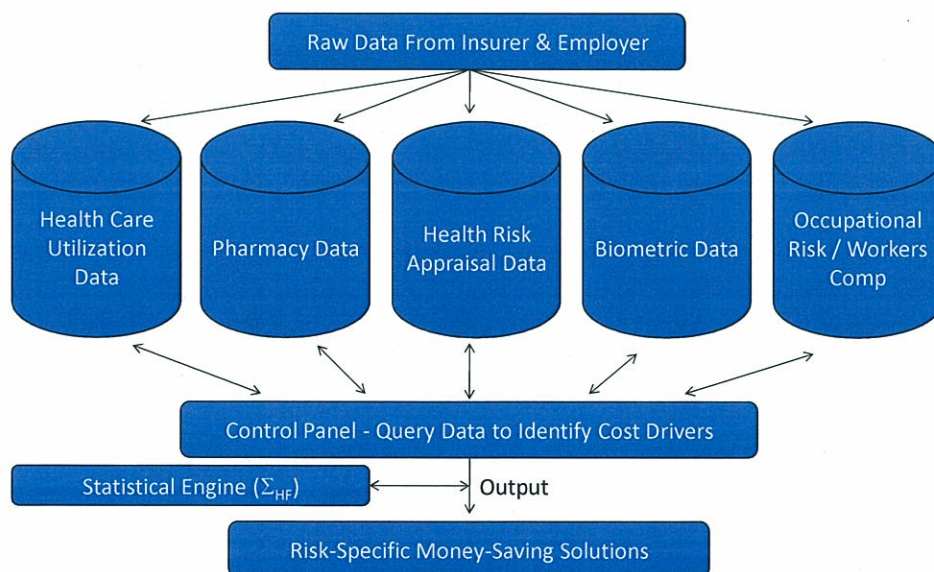 Raw Data From Insurer & Employer
Health Care
Utilization
Data
Pharmacy Data
Health Risk
Appraisal Data
Biometric Data
Occupational
Risk / Workers
Comp
Control Panel - Query Data to Identify Cost Drivers
Statistical Engine (Σ_HF)
Output
Risk-Specific Money-Saving Solutions